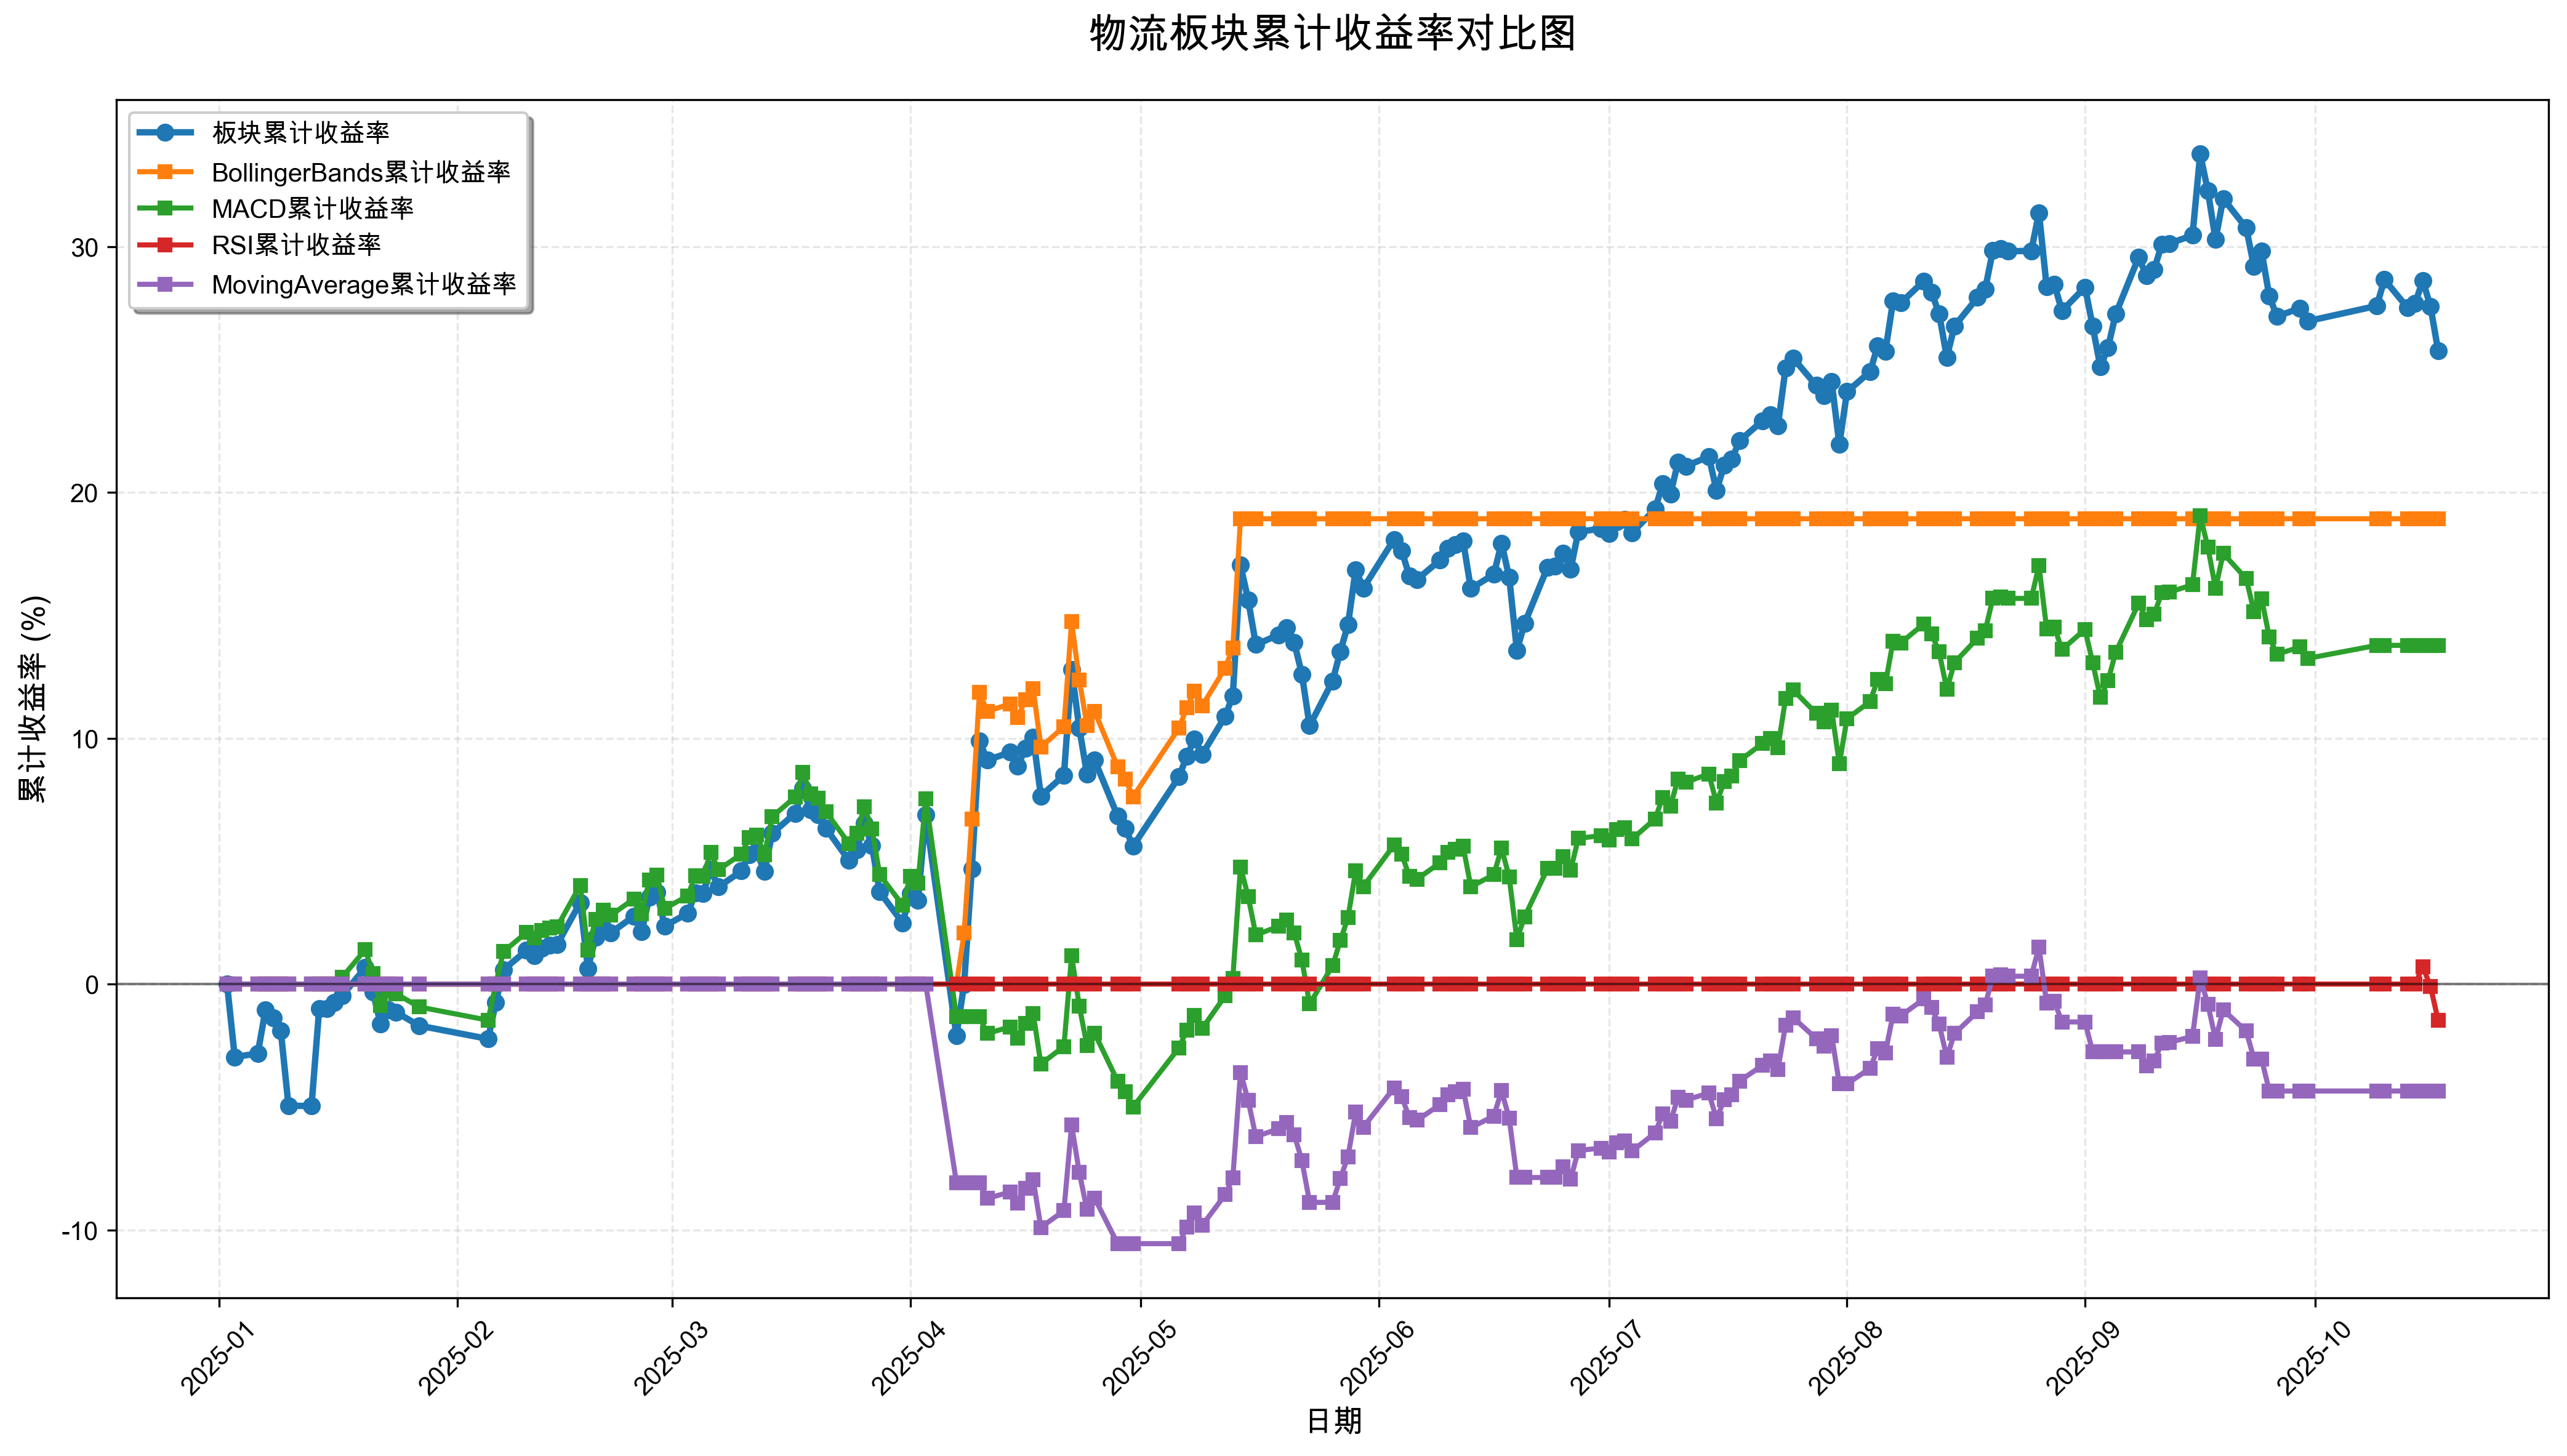 物流板块累计收益率对比图
板块累计收益率
BollingerBands累计收益率
MACD累计收益率
RSI累计收益率
MovingAverage累计收益率
累计收益率 (%)
30
20
10
0
-10
2025-01
2025-02
2025-03
2025-04
2025-05
2025-06
2025-07
2025-08
2025-09
2025-10
日期